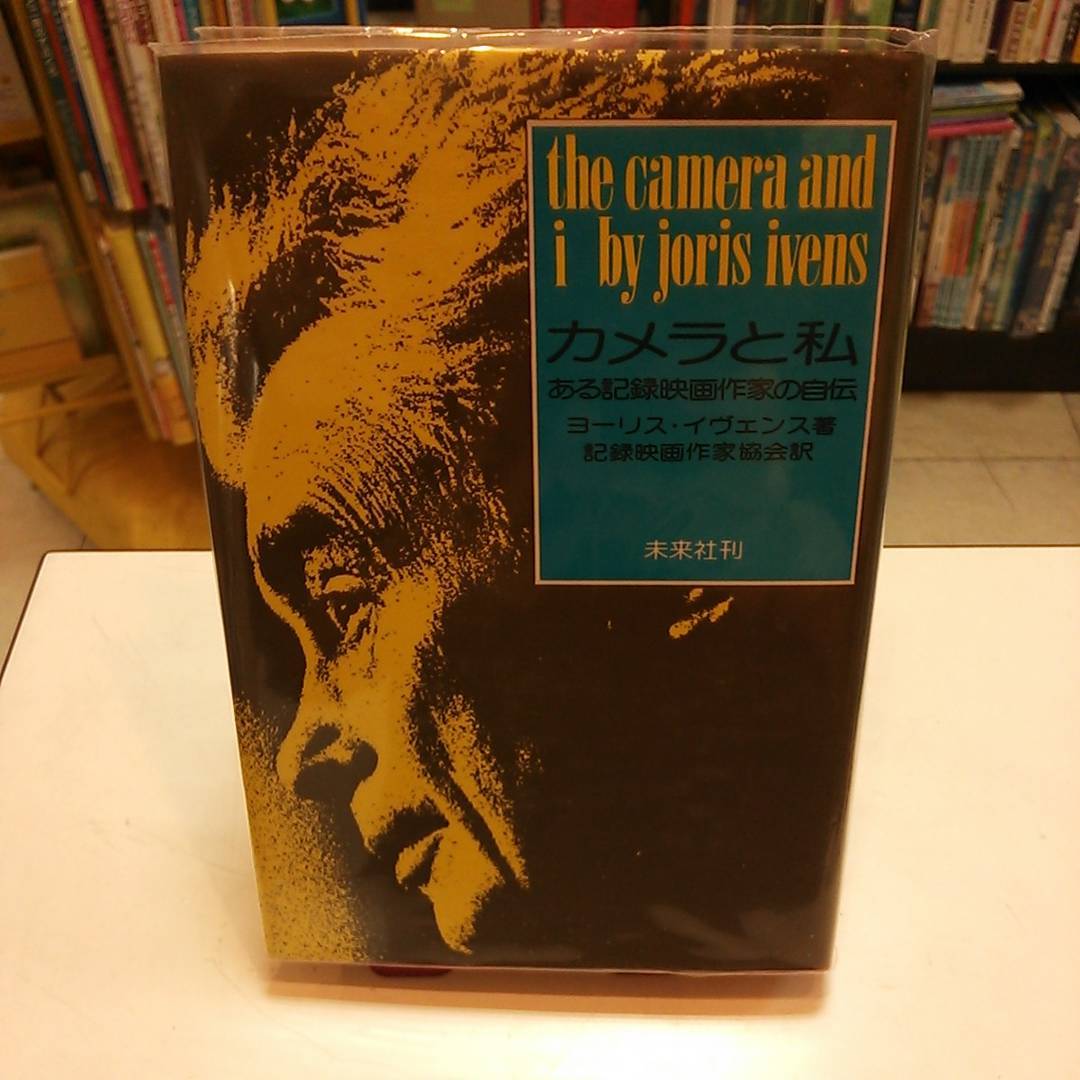 the camera and
i by joris ivens
カメラと私
ある記録映画作家の自伝
ヨーリス・イヴェンス著
記録映画作家協会訳
未来社刊